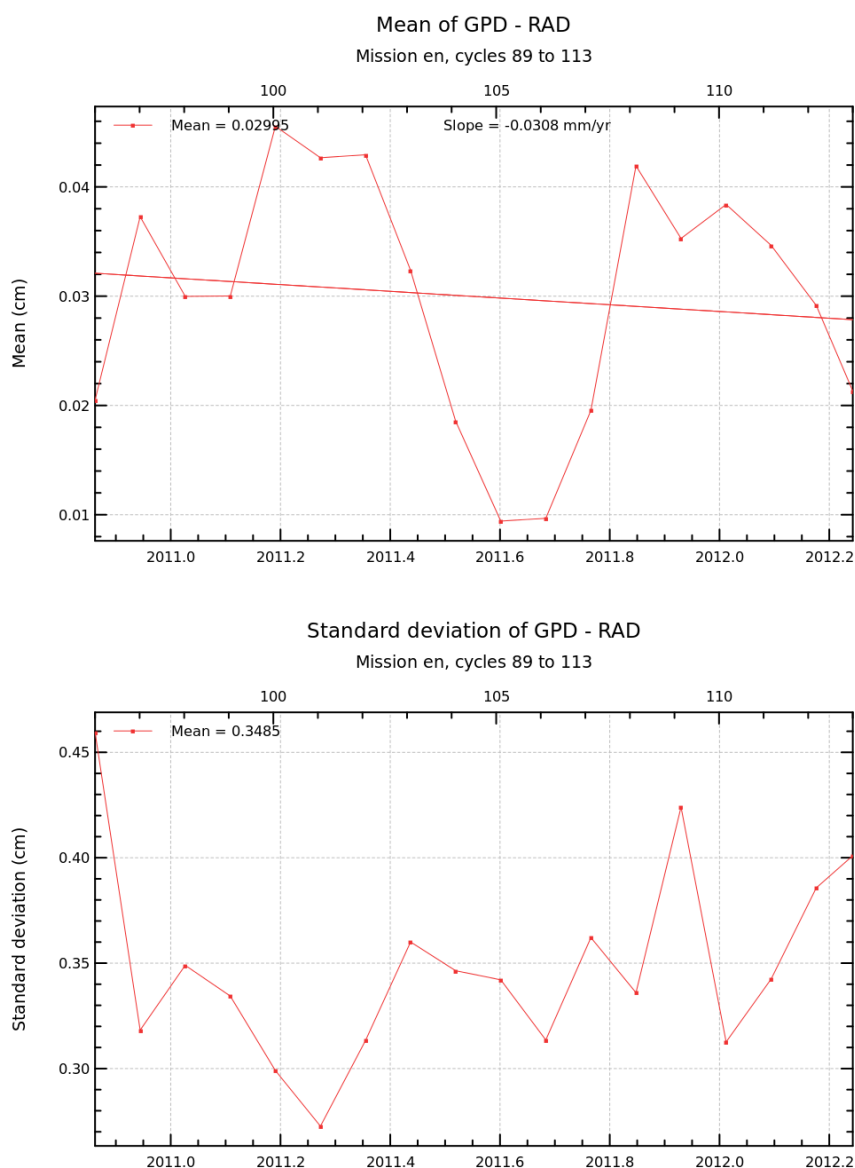 Mean of GPD - RAD
Mission en, cycles 89 to 113
100 105 110
Mean = 0.02995 Slope = -0.0308 mm/yr
0.04
0.03
0.02
0.01
Mean (cm)
2011.0 2011.2 2011.4 2011.6 2011.8 2012.0 2012.2
Standard deviation of GPD - RAD
Mission en, cycles 89 to 113
100 105 110
Mean = 0.3485
0.45
0.40
0.35
0.30
Standard deviation (cm)
2011.0 2011.2 2011.4 2011.6 2011.8 2012.0 2012.2